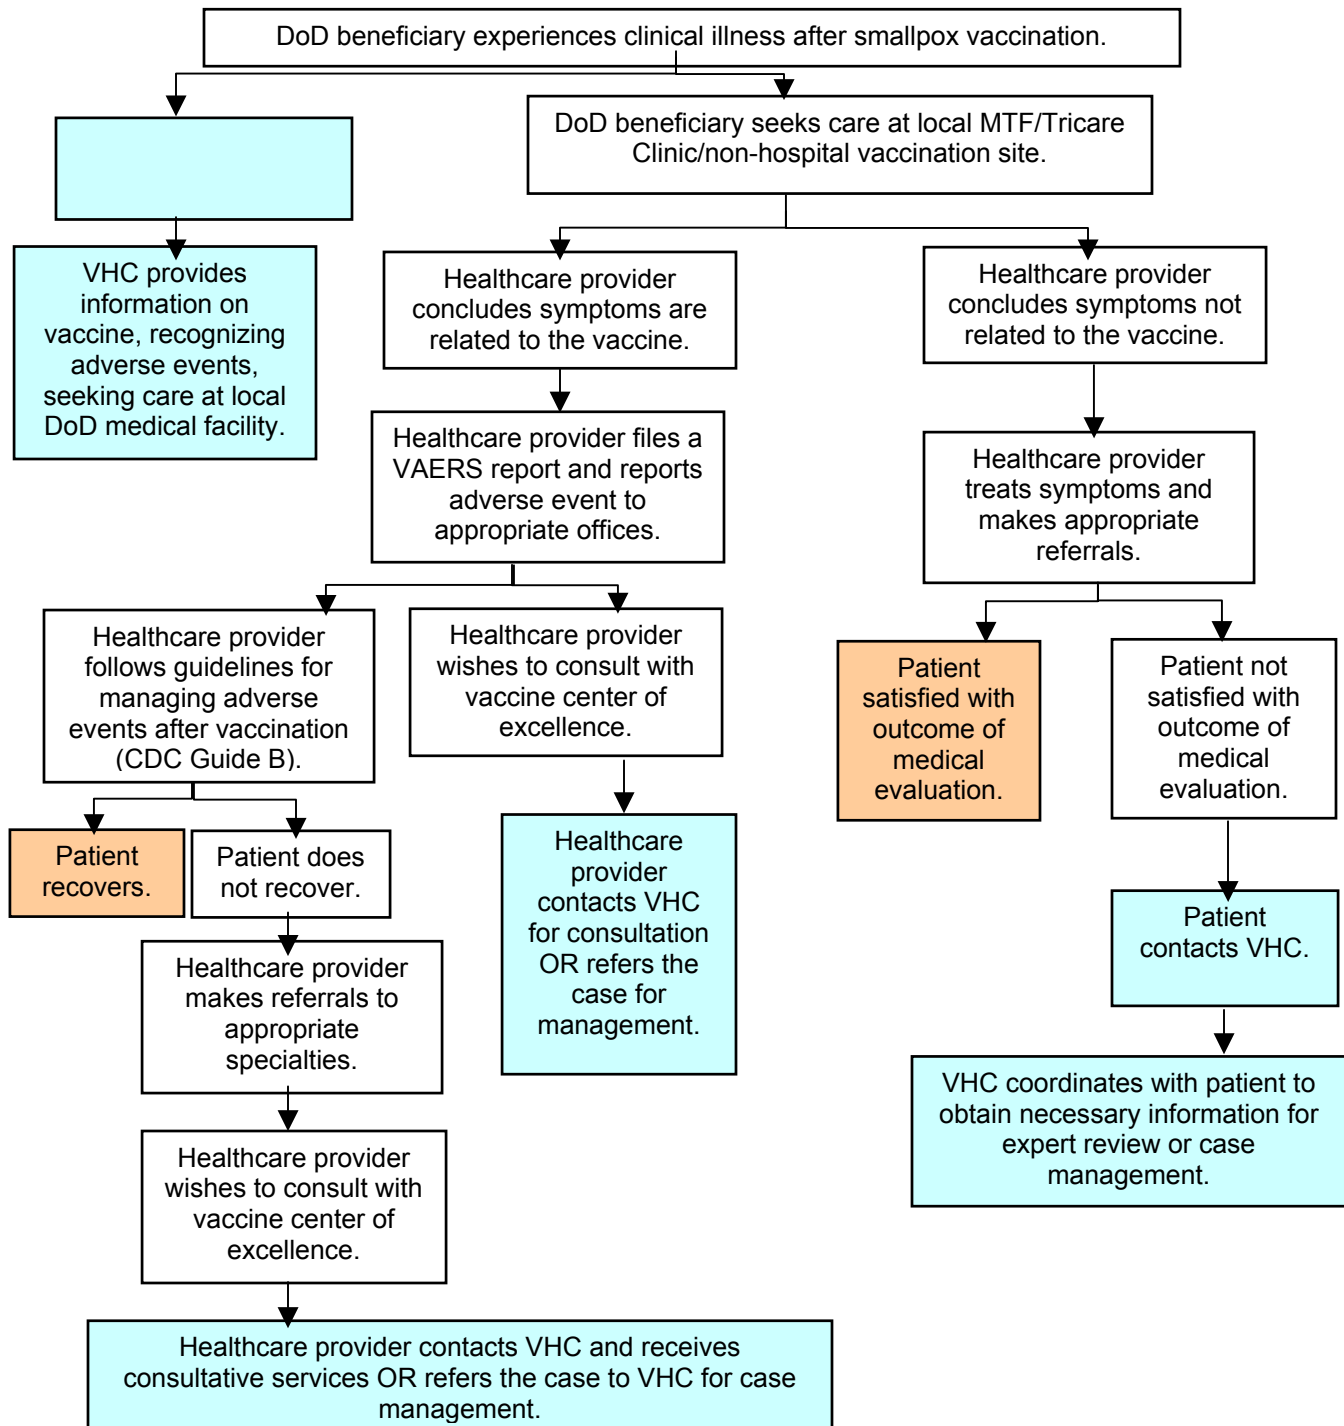 DoD beneficiary experiences clinical illness after smallpox vaccination.
DoD beneficiary seeks care at local MTF/Tricare
Clinic/non-hospital vaccination site.
VHC provides
information on
vaccine, recognizing
adverse events,
seeking care at local
DoD medical facility.
Healthcare provider
concludes symptoms are
related to the vaccine.
Healthcare provider
concludes symptoms not
related to the vaccine.
Healthcare provider files a
VAERS report and reports
adverse event to
appropriate offices.
Healthcare provider
treats symptoms and
makes appropriate
referrals.
Healthcare provider
follows guidelines for
managing adverse
events after vaccination
(CDC Guide B).
Healthcare provider
wishes to consult with
vaccine center of
excellence.
Patient
satisfied with
outcome of
medical
evaluation.
Patient not
satisfied with
outcome of
medical
evaluation.
Patient
recovers.
Patient does
not recover.
Healthcare
provider
contacts VHC
for consultation
OR refers the
case for
management.
Patient
contacts VHC.
Healthcare provider
makes referrals to
appropriate
specialties.
VHC coordinates with patient to
obtain necessary information for
expert review or case
management.
Healthcare provider
wishes to consult with
vaccine center of
excellence.
Healthcare provider contacts VHC and receives
consultative services OR refers the case to VHC for case
management.